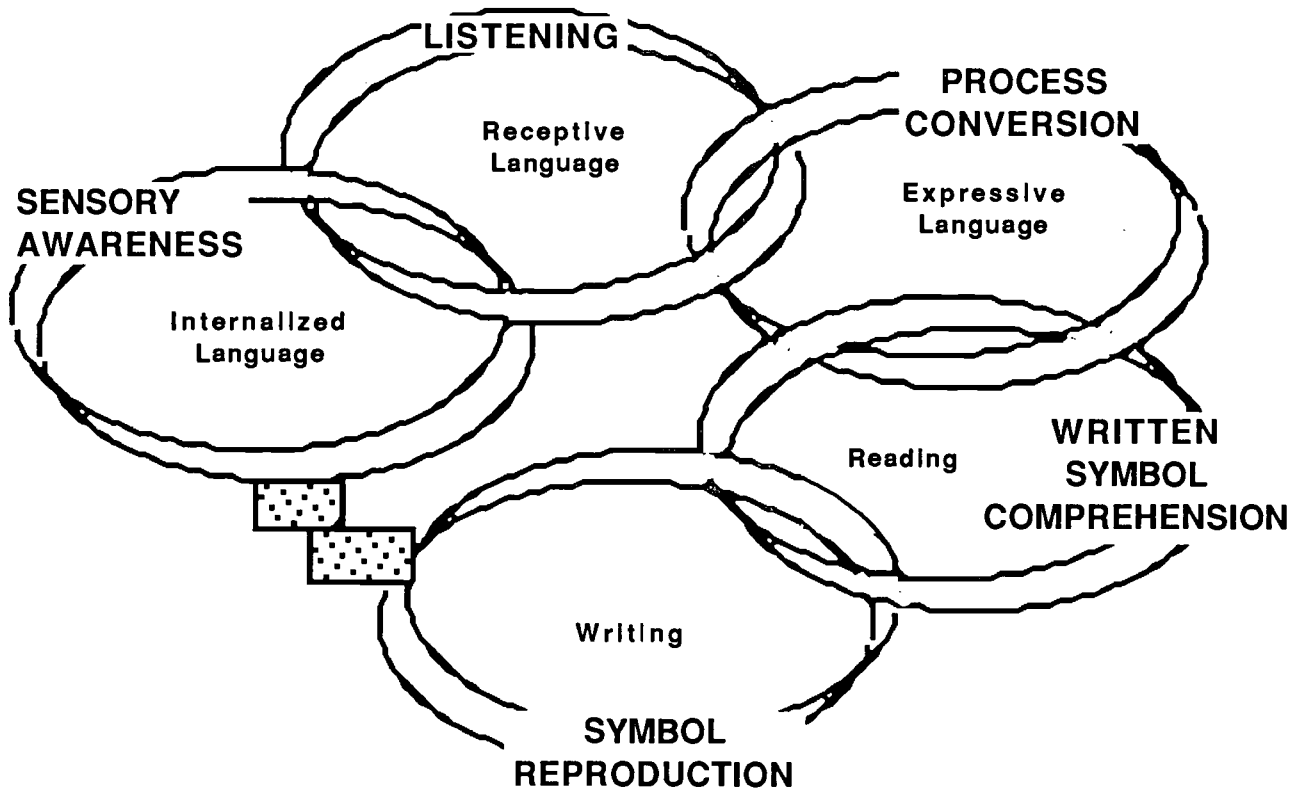 LISTENING
Receptive
Language
PROCESS
CONVERSION
Expressive
Language
SENSORY
AWARENESS
Internalized
Language
Reading
WRITTEN
SYMBOL
COMPREHENSION
Writing
SYMBOL
REPRODUCTION